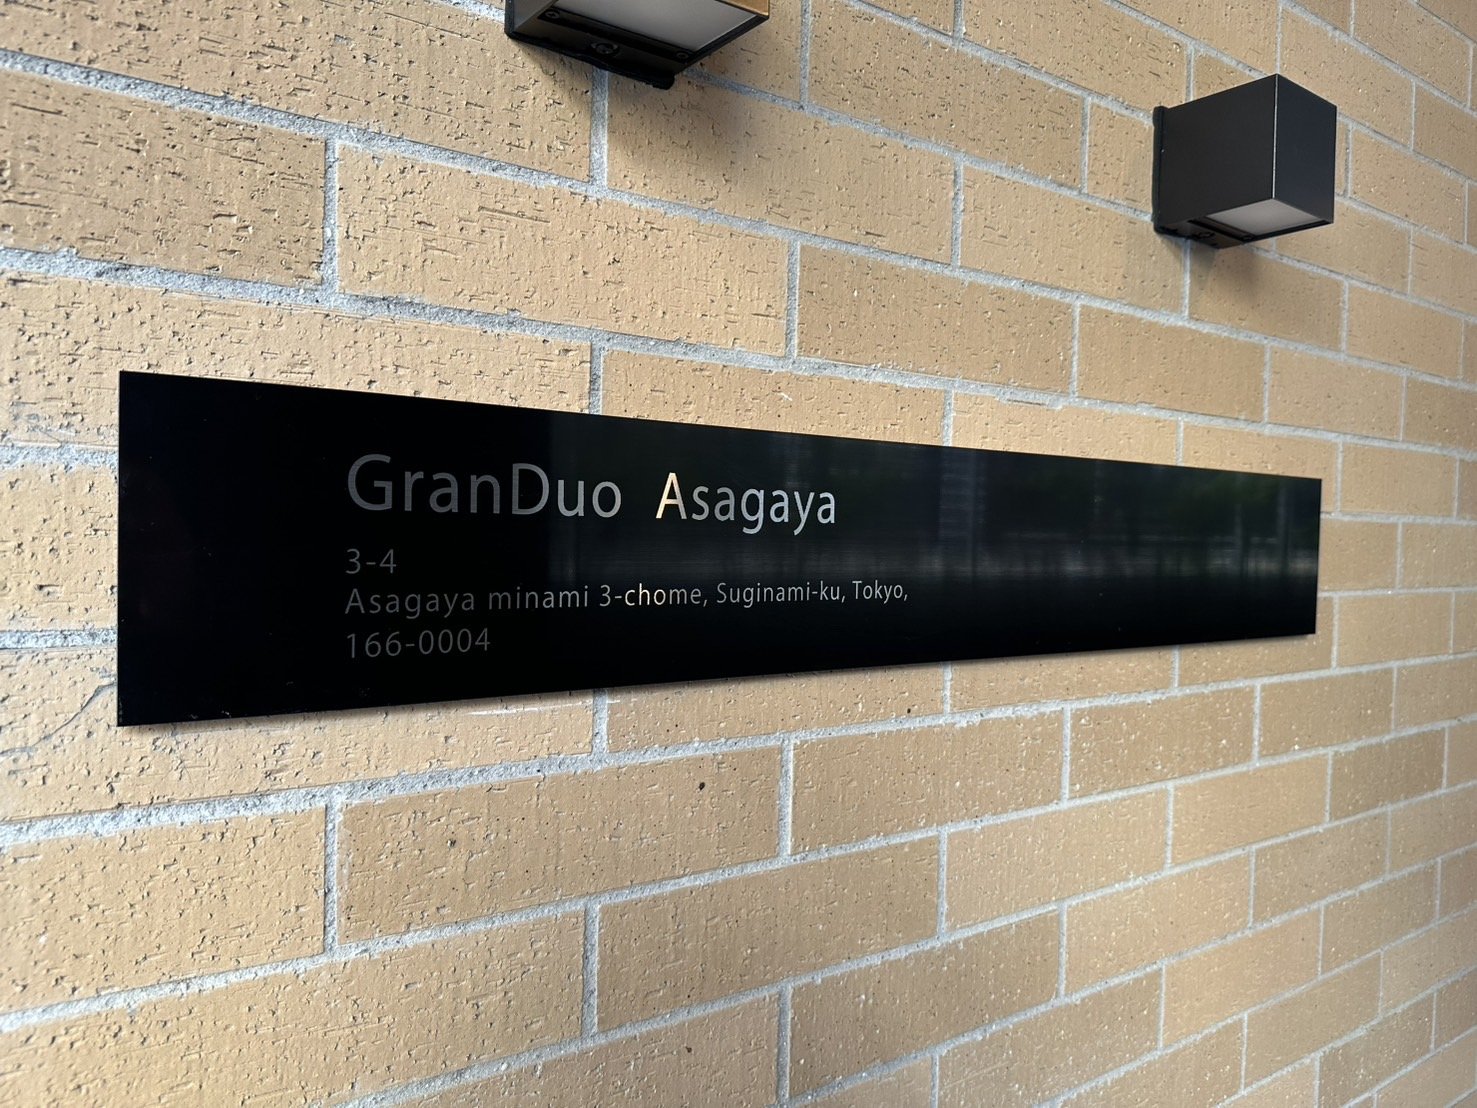 GranDuo Asagaya
3-4
Asagaya minami 3-chome, Suginami-ku, Tokyo,
166-0004